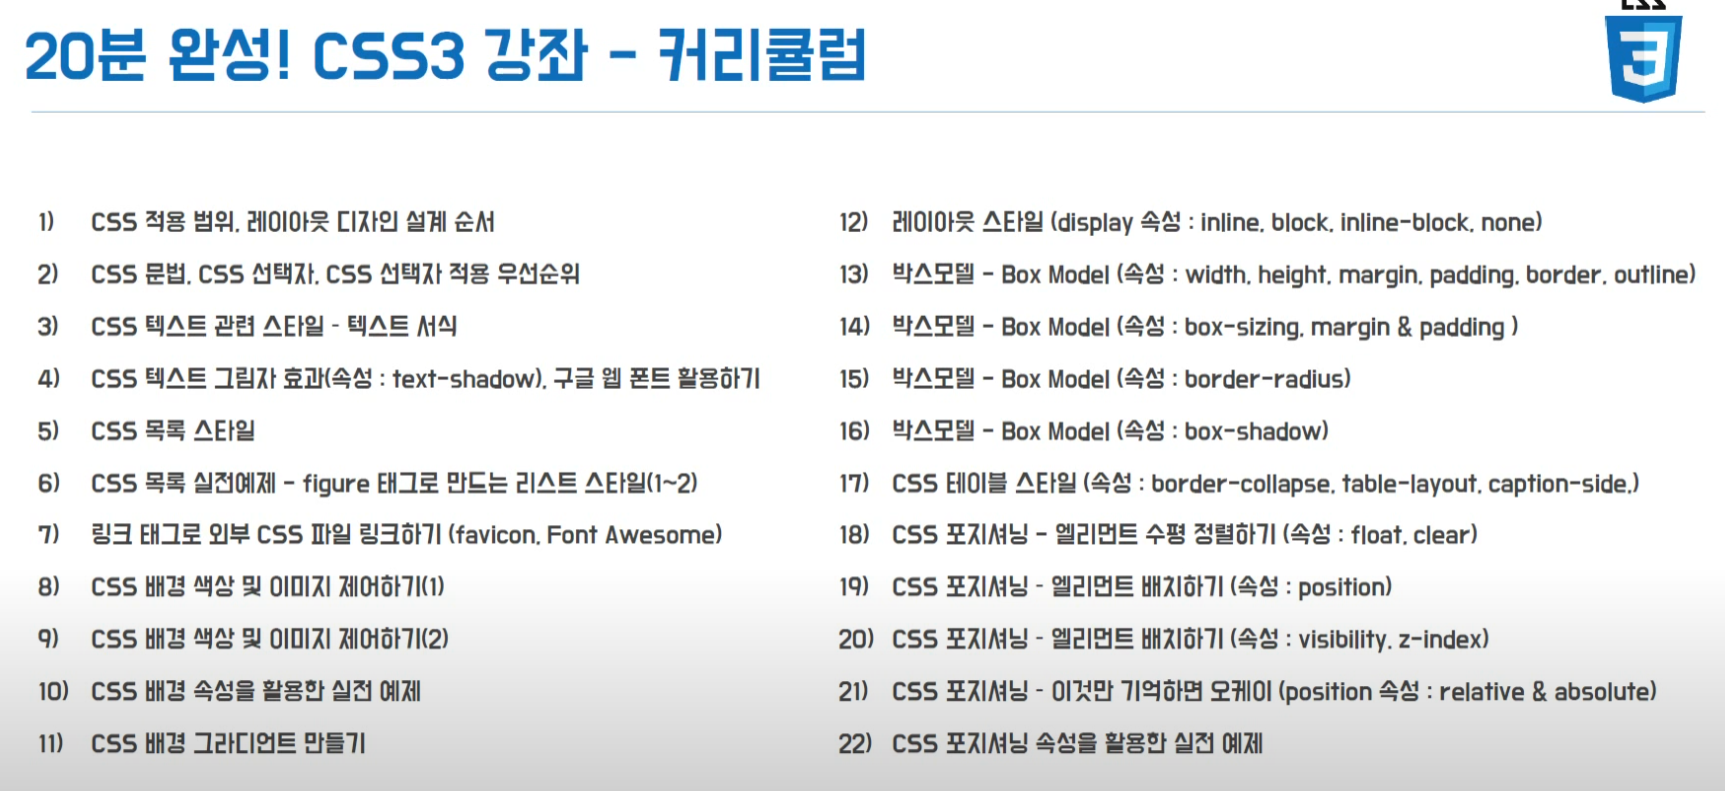 20분 완성! CSS3 강좌 - 커리큘럼
CSS
3
1) CSS 적용 범위, 레이아웃 디자인 설계 순서
2) CSS 문법, CSS 선택자, CSS 선택자 적용 우선순위
3) CSS 텍스트 관련 스타일 - 텍스트 서식
4) CSS 텍스트 그림자 효과(속성 : text-shadow), 구글 웹 폰트 활용하기
5) CSS 목록 스타일
6) CSS 목록 실전예제 - figure 태그로 만드는 리스트 스타일(1~2)
7) 링크 태그로 외부 CSS 파일 링크하기 (favicon, Font Awesome)
8) CSS 배경 색상 및 이미지 제어하기(1)
9) CSS 배경 색상 및 이미지 제어하기(2)
10) CSS 배경 속성을 활용한 실전 예제
11) CSS 배경 그라디언트 만들기
12) 레이아웃 스타일 (display 속성 : inline, block, inline-block, none)
13) 박스모델 - Box Model (속성 : width, height, margin, padding, border, outline)
14) 박스모델 - Box Model (속성 : box-sizing, margin & padding )
15) 박스모델 - Box Model (속성 : border-radius)
16) 박스모델 - Box Model (속성 : box-shadow)
17) CSS 테이블 스타일 (속성 : border-collapse, table-layout, caption-side,)
18) CSS 포지셔닝 - 엘리먼트 수평 정렬하기 (속성 : float, clear)
19) CSS 포지셔닝 - 엘리먼트 배치하기 (속성 : position)
20) CSS 포지셔닝 - 엘리먼트 배치하기 (속성 : visibility, z-index)
21) CSS 포지셔닝 - 이것만 기억하면 오케이 (position 속성 : relative & absolute)
22) CSS 포지셔닝 속성을 활용한 실전 예제